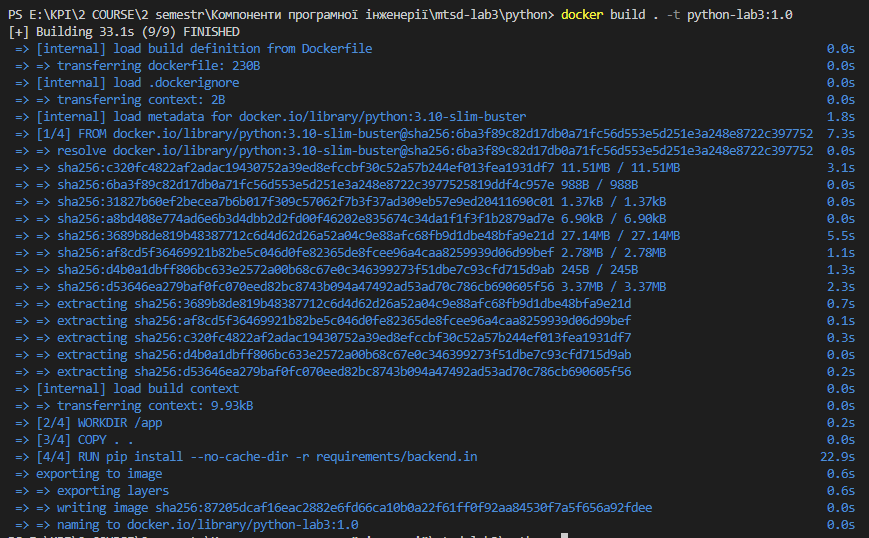 PS E:\KPI\2 COURSE\2 semestr\Компоненти програмної інженерії\mtsd-lab3\python> docker build . -t python-lab3:1.0
[+] Building 33.1s (9/9) FINISHED
=> [internal] load build definition from Dockerfile 0.0s
=> => transferring dockerfile: 230B 0.0s
=> [internal] load .dockerignore 0.0s
=> => transferring context: 2B 0.0s
=> [internal] load metadata for docker.io/library/python:3.10-slim-buster 1.8s
=> [1/4] FROM docker.io/library/python:3.10-slim-buster@sha256:6ba3f89c82d17db0a71fc56d553e5d251e3a248e8722c397752 7.3s
=> => resolve docker.io/library/python:3.10-slim-buster@sha256:6ba3f89c82d17db0a71fc56d553e5d251e3a248e8722c397752 0.0s
=> => sha256:c320fc4822af2adac19430752a39ed8efccbf30c52a57b244ef013fea1931df7 11.51MB / 11.51MB 3.1s
=> => sha256:6ba3f89c82d17db0a71fc56d553e5d251e3a248e8722c3977525819ddf4c957e 988B / 988B 0.0s
=> => sha256:31827b60ef2becea7b6b017f309c57062f7b3f37ad309eb57e9ed20411690c01 1.37kB / 1.37kB 0.0s
=> => sha256:a8bd408e774ad6e6b3d4dbb2d2fd00f46202e835674c34da1f1f3f1b2879ad7e 6.90kB / 6.90kB 0.0s
=> => sha256:3689b8de819b48387712c6d4d62d26a52a04c9e88afc68fb9d1dbe48bfa9e21d 27.14MB / 27.14MB 5.5s
=> => sha256:af8cd5f36469921b82be5c046d0fe82365de8fcee96a4caa8259939d06d99bef 2.78MB / 2.78MB 1.1s
=> => sha256:d4b0a1dbff806bc633e2572a00b68c67e0c346399273f51dbe7c93cfd715d9ab 245B / 245B 1.3s
=> => sha256:d53646ea279baf0fc070eed82bc8743b094a47492ad53ad70c786cb690605f56 3.37MB / 3.37MB 2.3s
=> => extracting sha256:3689b8de819b48387712c6d4d62d26a52a04c9e88afc68fb9d1dbe48bfa9e21d 0.7s
=> => extracting sha256:af8cd5f36469921b82be5c046d0fe82365de8fcee96a4caa8259939d06d99bef 0.1s
=> => extracting sha256:c320fc4822af2adac19430752a39ed8efccbf30c52a57b244ef013fea1931df7 0.3s
=> => extracting sha256:d4b0a1dbff806bc633e2572a00b68c67e0c346399273f51dbe7c93cfd715d9ab 0.0s
=> => extracting sha256:d53646ea279baf0fc070eed82bc8743b094a47492ad53ad70c786cb690605f56 0.2s
=> [internal] load build context 0.0s
=> => transferring context: 9.93kB 0.0s
=> [2/4] WORKDIR /app 0.2s
=> [3/4] COPY . . 0.0s
=> [4/4] RUN pip install --no-cache-dir -r requirements/backend.in 22.9s
=> exporting to image 0.6s
=> => exporting layers 0.6s
=> => writing image sha256:87205dcaf16eac2882e6fd66ca10b0a22f61ff0f92aa84530f7a5f656a92fdee 0.0s
=> => naming to docker.io/library/python-lab3:1.0 0.0s